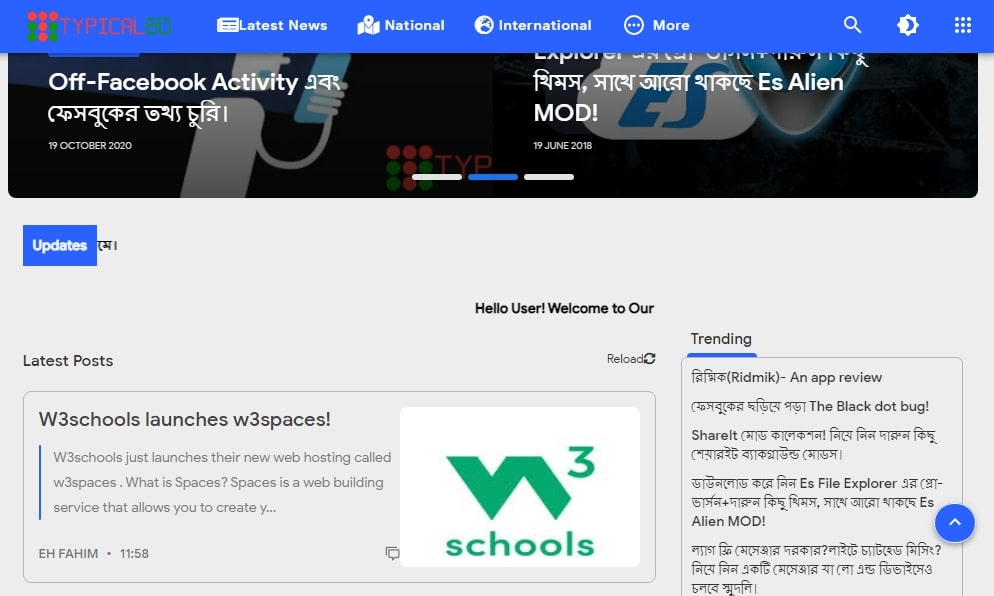 TYPICALBD
Latest News
National
International
More
Off-Facebook Activity এবং
ফেসবুকের তথ্য চুরি।
19 OCTOBER 2020
থিমস, সাথে আরো থাকছে Es Alien
MOD!
19 JUNE 2018
ES
TYP
Updates
মে।
Hello User! Welcome to Our
Latest Posts
Reload
W3schools launches w3spaces!
W3schools just launches their new web hosting called
w3spaces . What is Spaces? Spaces is a web building
service that allows you to create y...
EH FAHIM • 11:58
W3
schools
Trending
রিদ্মিক(Ridmik)- An app review
ফেসবুকের ছড়িয়ে পড়া The Black dot bug!
ShareIt মোড কালেকশন! নিয়ে নিন দারুন কিছু
শেয়ারইট ব্যাকগ্রাউন্ড মোডস।
ডাউনলোড করে নিন Es File Explorer এর প্রো-
ভার্সন+দারুন কিছু থিমস, সাথে আরো থাকছে Es
Alien MOD!
ল্যাগ ফ্রি মেসেঞ্জার দরকার?লাইটে চ্যাটহেড মিসিং?
নিয়ে নিন একটি মেসেঞ্জার যা লো এন্ড ডিভাইসেও
চলবে স্মুদলি।